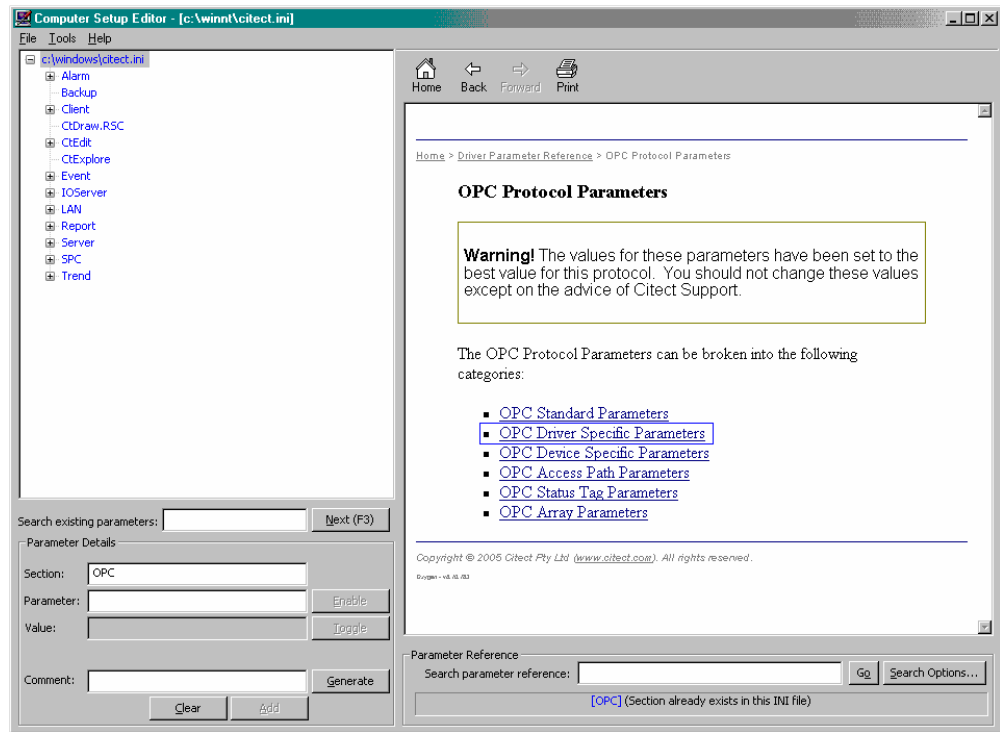 Computer Setup Editor - [c:\winnt\citect.ini]
File Tools Help
c:\windows\citect.ini
Alarm
Backup
Client
CtDraw.RSC
CtEdit
CtExplore
Event
IOServer
LAN
Report
Server
SPC
Trend
Search existing parameters: Next (F3)
Parameter Details
Section: OPC
Parameter: Enable
Value: Toggle
Comment: Generate
Clear Add
Home Back Forward Print
Home > Driver Parameter Reference > OPC Protocol Parameters
OPC Protocol Parameters
Warning! The values for these parameters have been set to the
best value for this protocol. You should not change these values
except on the advice of Citect Support.
The OPC Protocol Parameters can be broken into the following
categories:
OPC Standard Parameters
OPC Driver Specific Parameters
OPC Device Specific Parameters
OPC Access Path Parameters
OPC Status Tag Parameters
OPC Array Parameters
Copyright © 2005 Citect Pty Ltd (www.citect.com). All rights reserved.
Parameter Reference
Search parameter reference: Go Search Options...
[OPC] (Section already exists in this INI file)